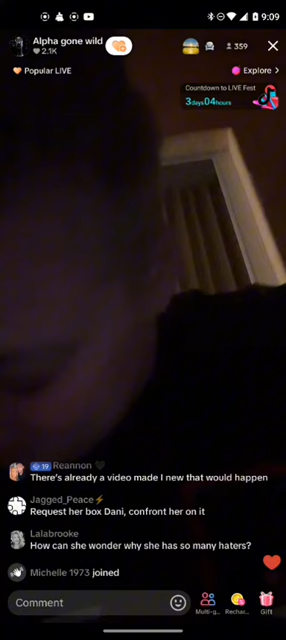 9:09
Alpha gone wild
2.1K
359
Popular LIVE
Explore >
Countdown to LIVE Fest
3days04hours
19 Reannon
There's already a video made I new that would happen
Jagged_Peace⚡
Request her box Dani, confront her on it
Lalabrooke
How can she wonder why she has so many haters?
Michelle 1973 joined
Comment
Multi-g...
Rechar...
Gift